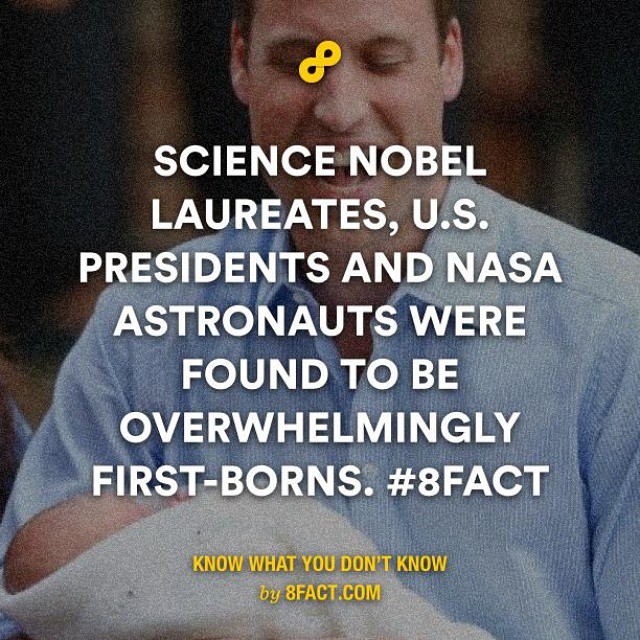 SCIENCE NOBEL
LAUREATES, U.S.
PRESIDENTS AND NASA
ASTRONAUTS WERE
FOUND TO BE
OVERWHELMINGLY
FIRST-BORNS. #8FACT
KNOW WHAT YOU DON'T KNOW
by 8FACT.COM